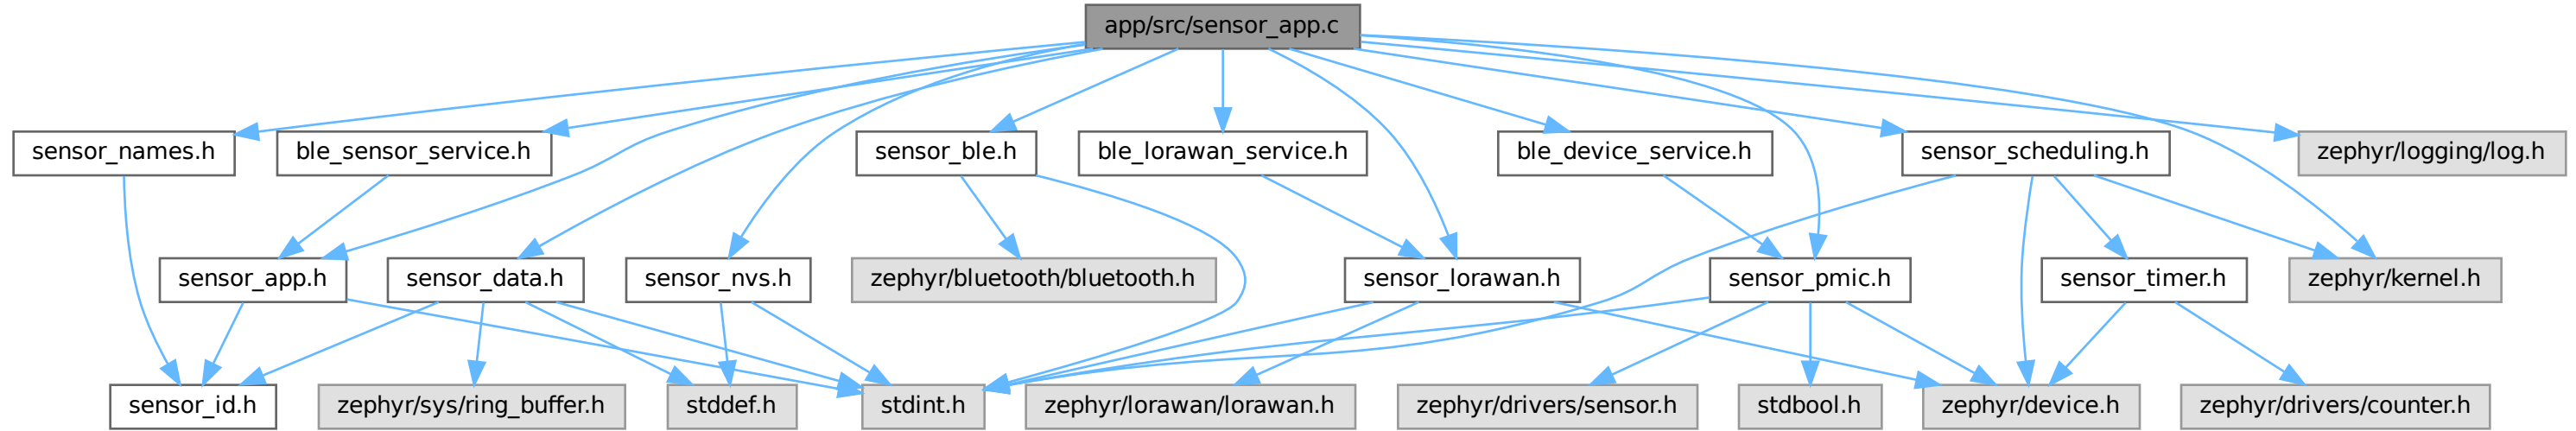 app/src/sensor_app.c
sensor_names.h
ble_sensor_service.h
sensor_ble.h
ble_lorawan_service.h
ble_device_service.h
sensor_scheduling.h
zephyr/logging/log.h
sensor_app.h
sensor_data.h
sensor_nvs.h
zephyr/bluetooth/bluetooth.h
sensor_lorawan.h
sensor_pmic.h
sensor_timer.h
zephyr/kernel.h
sensor_id.h
zephyr/sys/ring_buffer.h
stddef.h
stdint.h
zephyr/lorawan/lorawan.h
zephyr/drivers/sensor.h
stdbool.h
zephyr/device.h
zephyr/drivers/counter.h